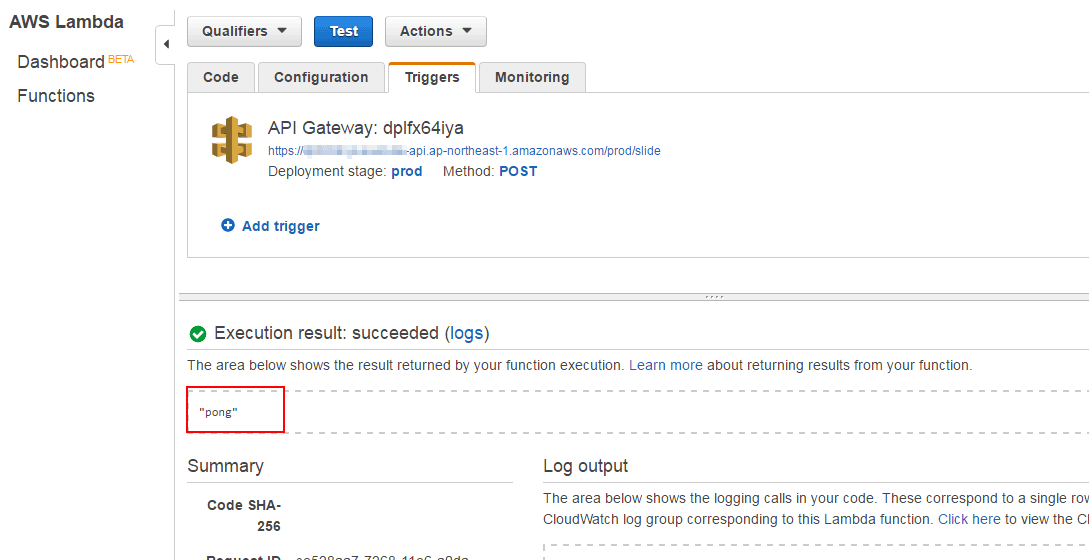 AWS Lambda
Dashboard BETA
Functions
Qualifiers Test Actions
Code Configuration Triggers Monitoring
API Gateway: dplfx64iya
https:// -api.ap-northeast-1.amazonaws.com/prod/slide
Deployment stage: prod Method: POST
Add trigger
Execution result: succeeded (logs)
The area below shows the result returned by your function execution. Learn more about returning results from your function.
"pong"
Summary
Log output
Code SHA-
256
The area below shows the logging calls in your code. These correspond to a single row
CloudWatch log group corresponding to this Lambda function. Click here to view the Cl
Request ID